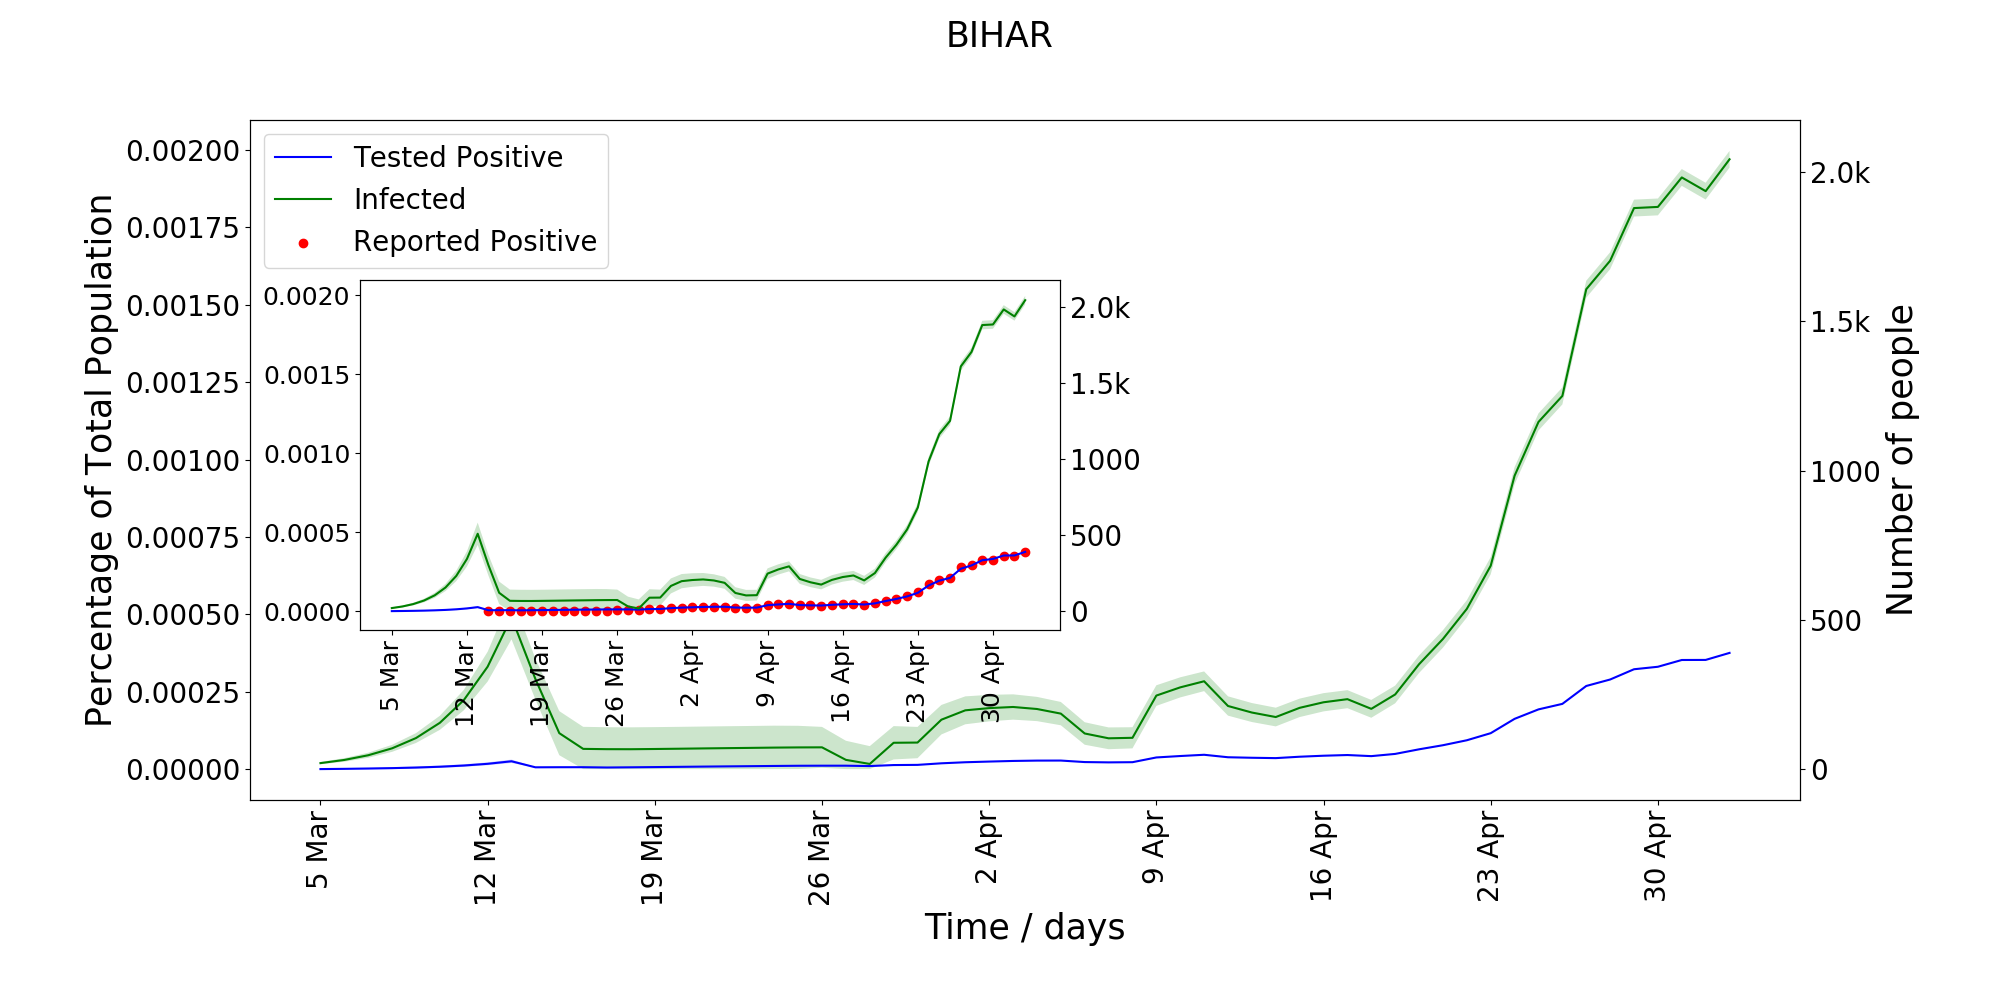 BIHAR
Tested Positive
Infected
Reported Positive
Percentage of Total Population
0.00200
0.00175
0.00150
0.00125
0.00100
0.00075
0.00050
0.00025
0.00000
0.0020
0.0015
0.0010
0.0005
0.0000
2.0k
1.5k
1000
500
0
5 Mar
12 Mar
19 Mar
26 Mar
2 Apr
9 Apr
16 Apr
23 Apr
30 Apr
2.0k
1.5k
1000
500
0
Number of people
5 Mar
12 Mar
19 Mar
26 Mar
2 Apr
9 Apr
16 Apr
23 Apr
30 Apr
Time / days